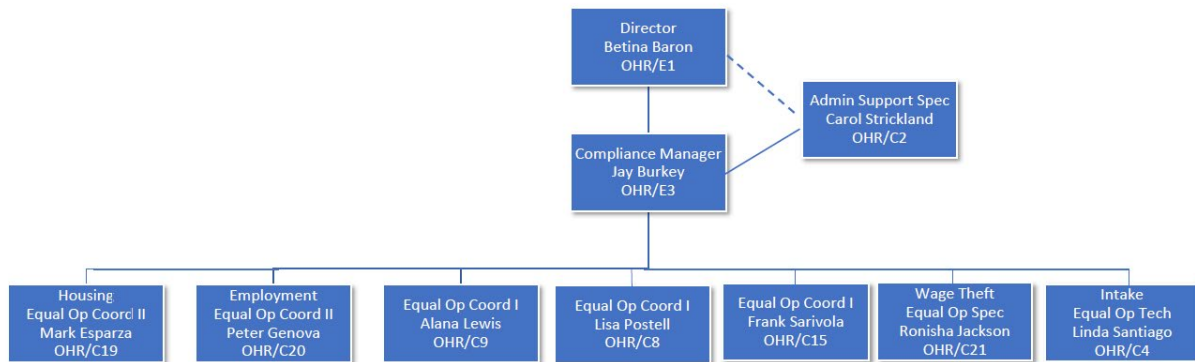 Director
Betina Baron
OHR/E1
Admin Support Spec
Carol Strickland
OHR/C2
Compliance Manager
Jay Burkey
OHR/E3
Housing
Equal Op Coord II
Mark Esparza
OHR/C19
Employment
Equal Op Coord II
Peter Genova
OHR/C20
Equal Op Coord I
Alana Lewis
OHR/C9
Equal Op Coord I
Lisa Postell
OHR/C8
Equal Op Coord I
Frank Sarivola
OHR/C15
Wage Theft
Equal Op Spec
Ronisha Jackson
OHR/C21
Intake
Equal Op Tech
Linda Santiago
OHR/C4